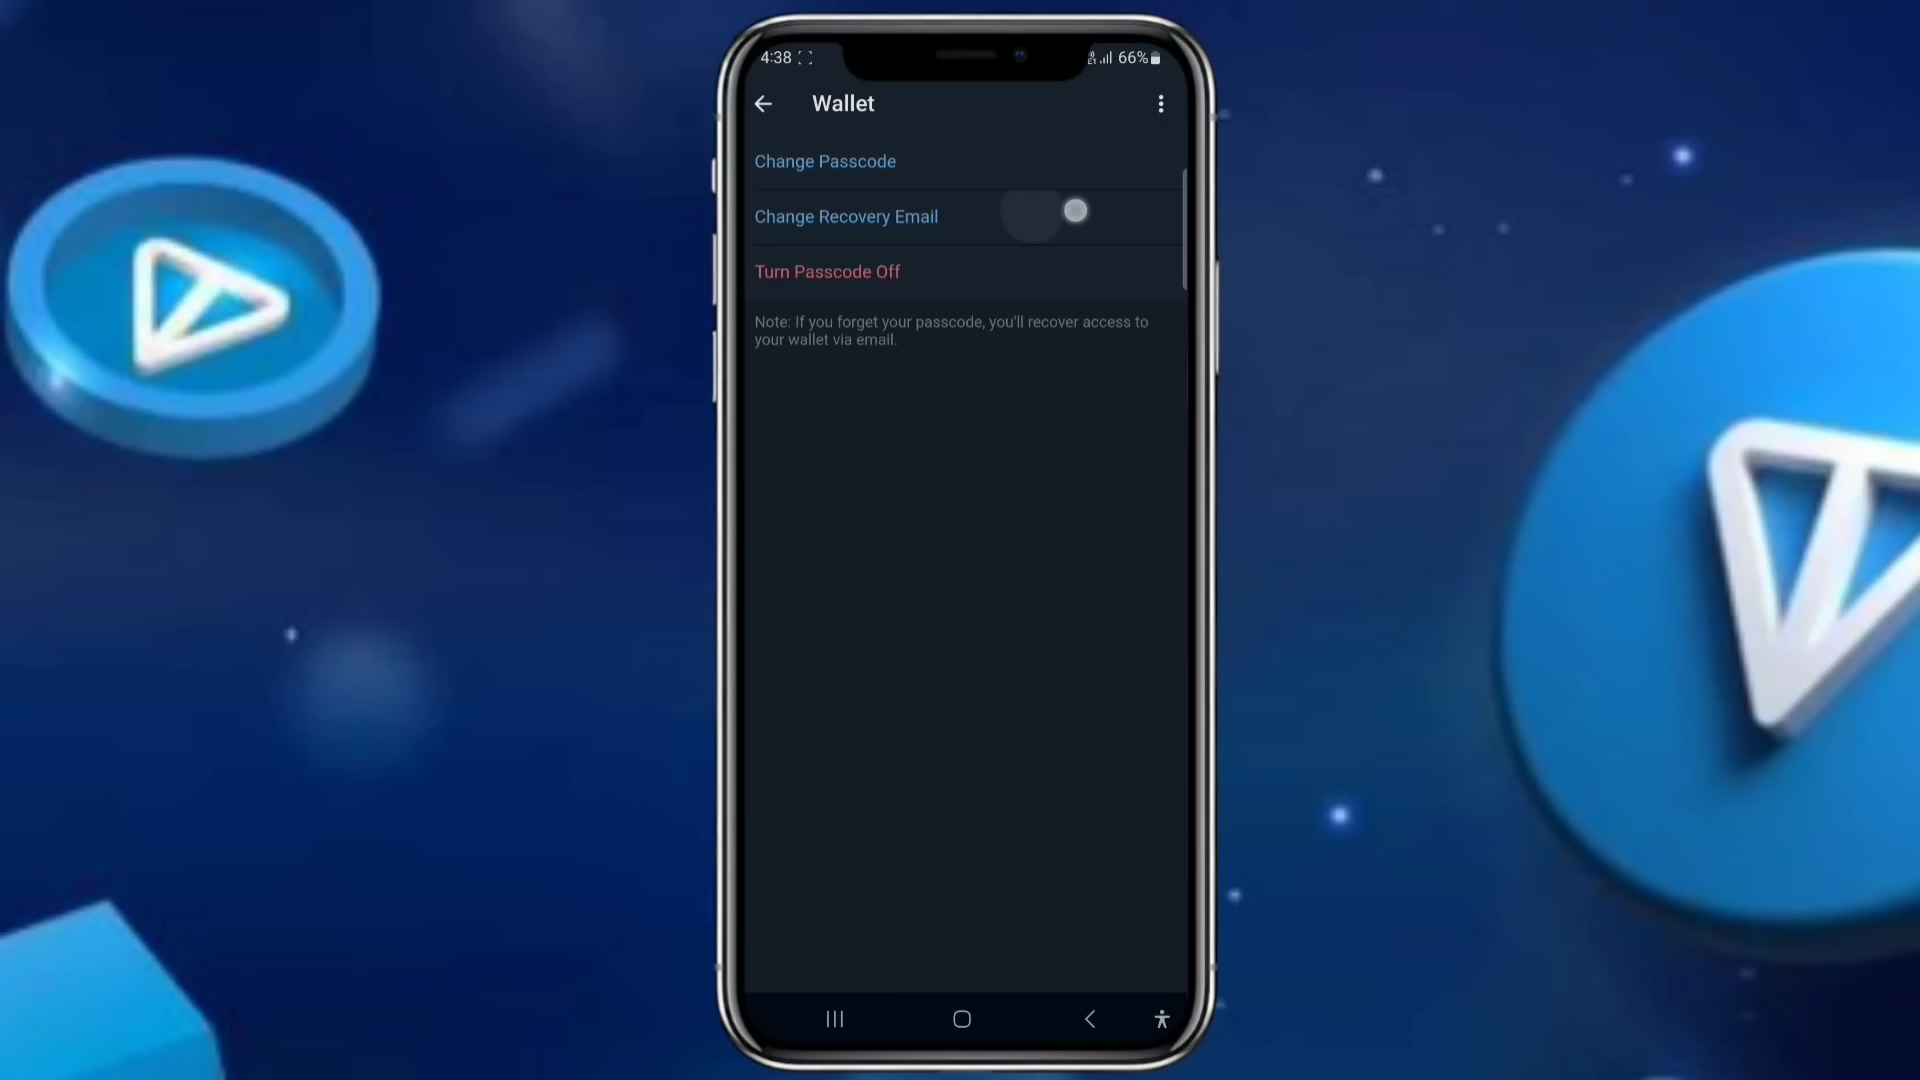 4:38 66%
Wallet
Change Passcode
Change Recovery Email
Turn Passcode Off
Note: If you forget your passcode, you'll recover access to
your wallet via email.